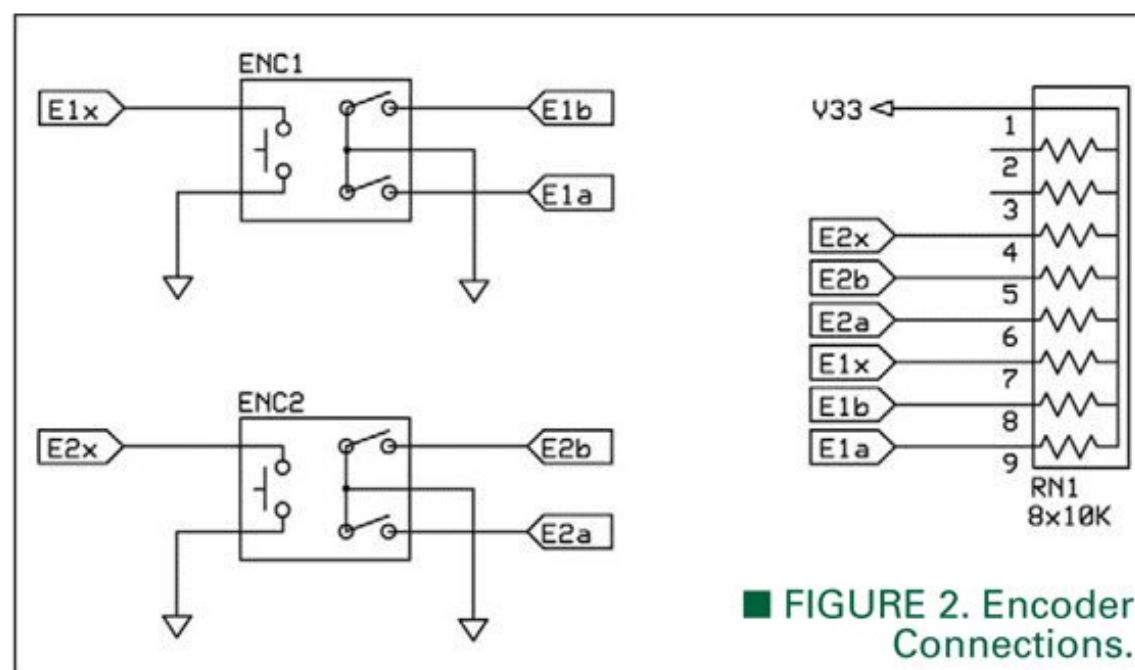 ENC1
E1x
E1b
E1a
ENC2
E2x
E2b
E2a
V33
1
2
3
E2x
4
E2b
5
E2a
6
E1x
7
E1b
8
E1a
9
RN1
8x10K
■ FIGURE 2. Encoder
Connections.